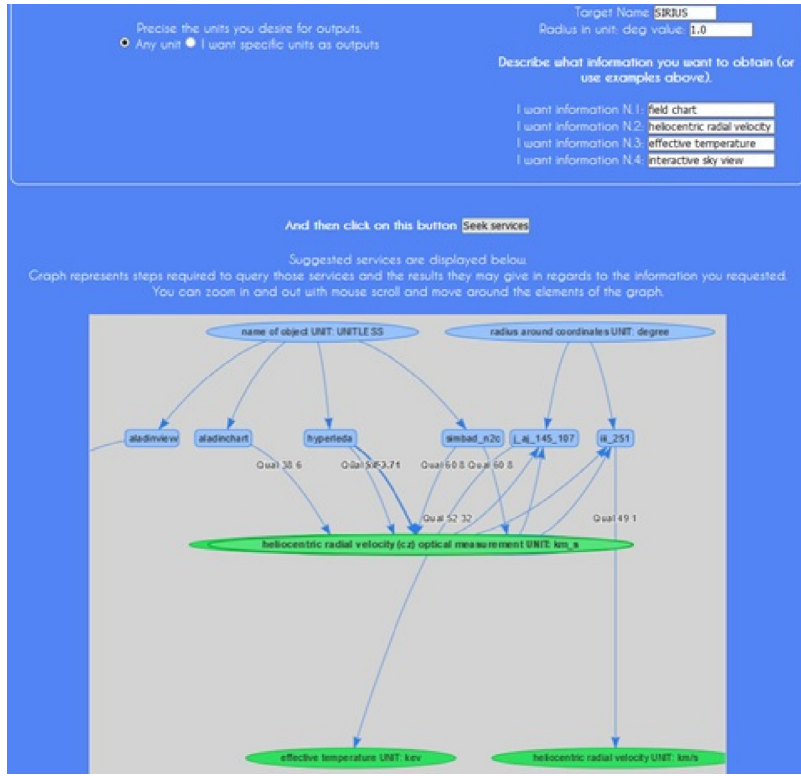 Precise the units you desire for outputs.
Any unit I want specific units as outputs
Target Name SIRIUS
Radius in unit: deg value: 1.0
Describe what information you want to obtain (or
use examples above).
I want information N.1: field chart
I want information N.2: heliocentric radial velocity
I want information N.3: effective temperature
I want information N.4: interactive sky view
And then click on this button Seek services
Suggested services are displayed below.
Graph represents steps required to query those services and the results they may give in regards to the information you requested.
You can zoom in and out with mouse scroll and move around the elements of the graph.
name of object UNIT: UNITLESS
radius around coordinates UNIT: degree
aladinview
aladinchart
hyperleda
simbad_n2c
j_aj_145_107
iii_251
Qual 38 6
Qual 60 8
Qual 60 8
Qual 52 32
Qual 49 1
heliocentric radial velocity (cz) optical measurement UNIT: km_s
effective temperature UNIT: kev
heliocentric radial velocity UNIT: km/s